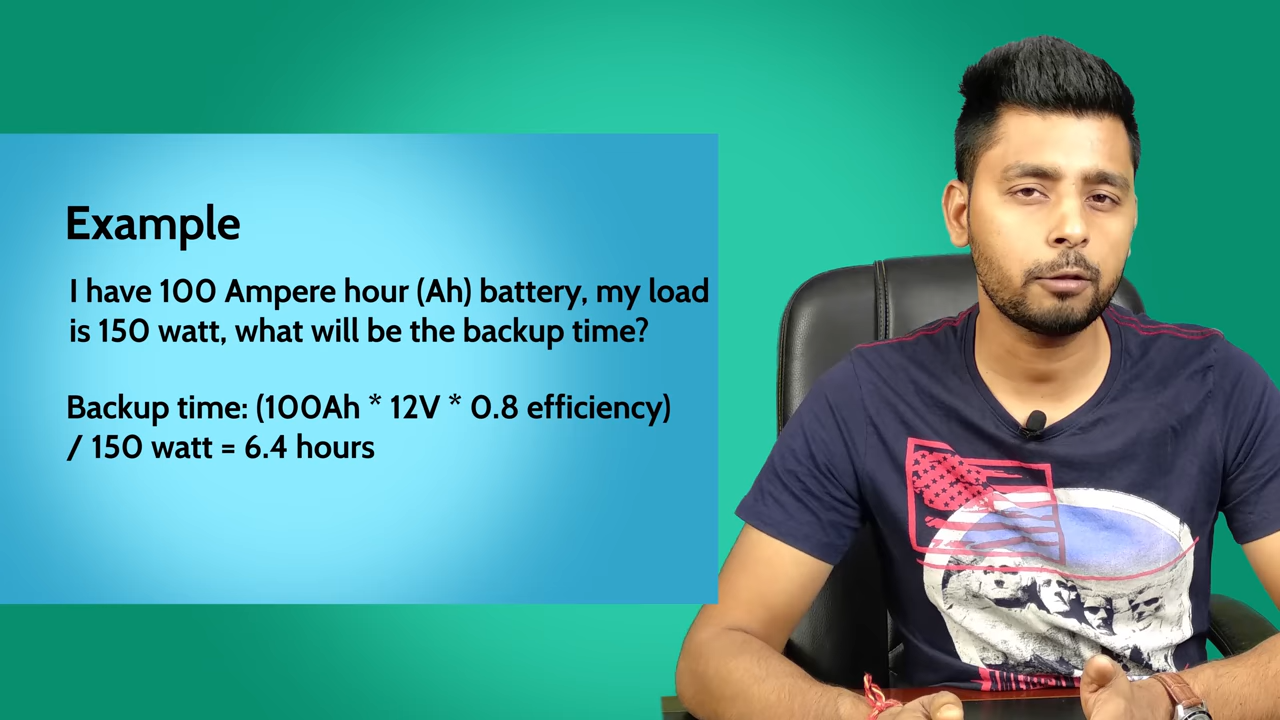 Example
I have 100 Ampere hour (Ah) battery, my load
is 150 watt, what will be the backup time?
Backup time: (100Ah * 12V * 0.8 efficiency)
/ 150 watt = 6.4 hours